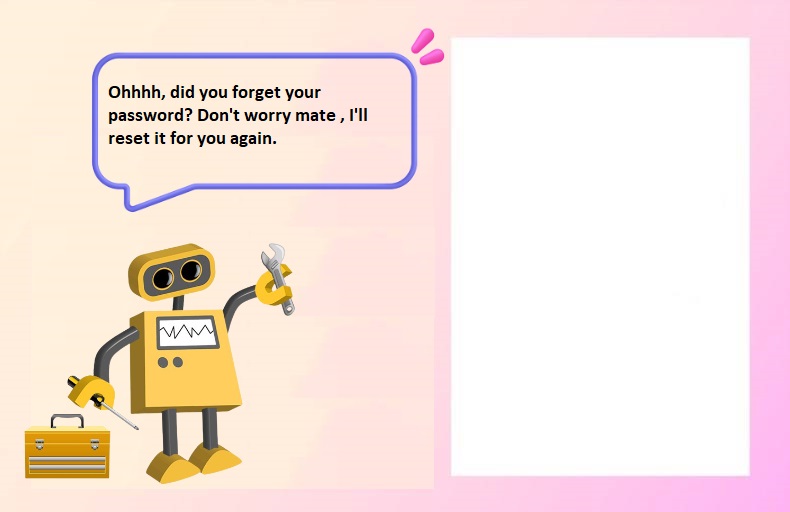 Ohhhh, did you forget your
password? Don't worry mate , I'll
reset it for you again.